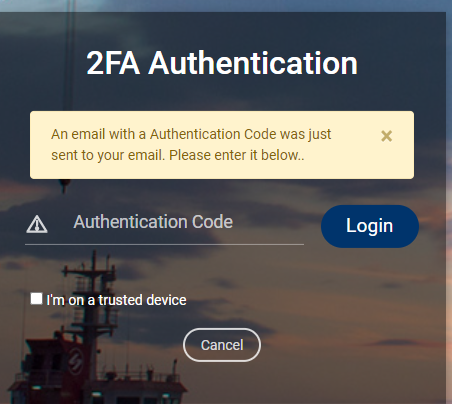 2FA Authentication
An email with a Authentication Code was just
sent to your email. Please enter it below..
×
Authentication Code
Login
I'm on a trusted device
Cancel